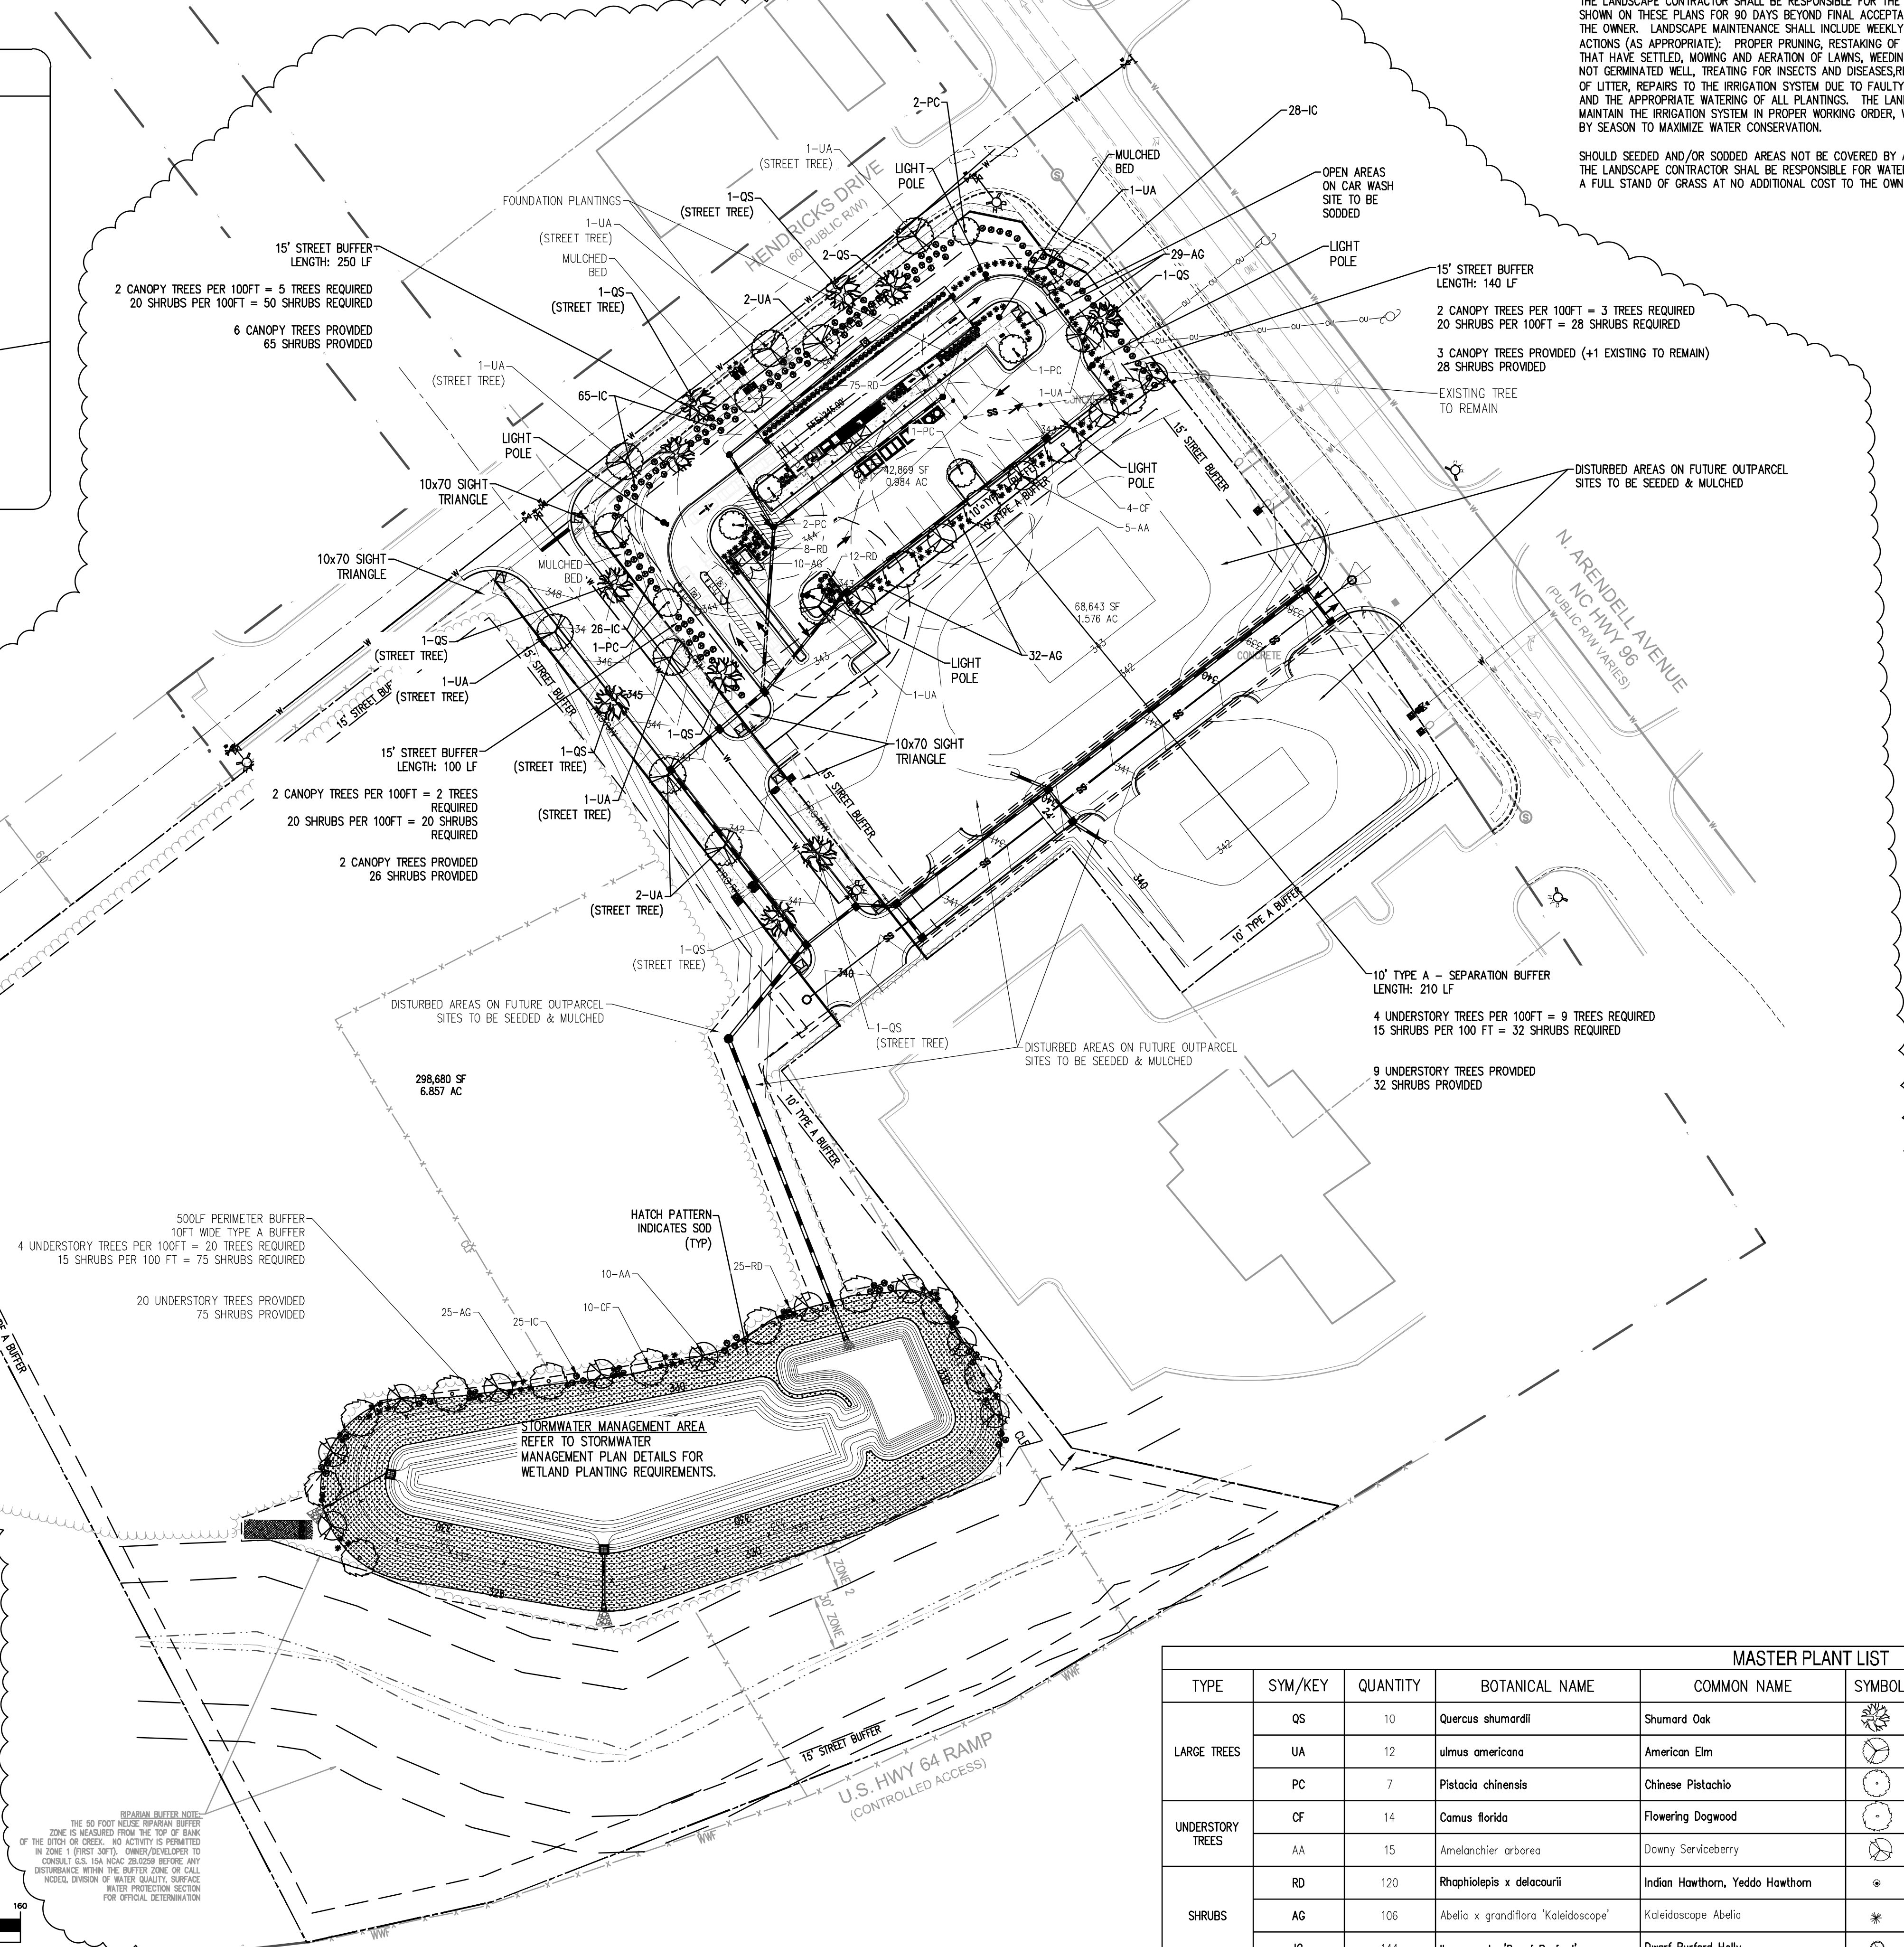 THE LANDSCAPE CONTRACTOR SHALL BE RESPONSIBLE FOR THE
SHOWN ON THESE PLANS FOR 90 DAYS BEYOND FINAL
THE OWNER. LANDSCAPE MAINTENANCE SHALL INCLUDE WEEKLY
ACTIONS (AS APPROPRIATE): PROPER PRUNING, RESTAKING OF
THAT HAVE SETTLED, MOWING AND AERATION OF LAWNS,
NOT GERMINATED WELL, TREATING FOR INSECTS AND DISEASES,
OF LITTER, REPAIRS TO THE IRRIGATION SYSTEM DUE TO FAULTY
AND THE APPROPRIATE WATERING OF ALL PLANTINGS. THE
MAINTAIN THE IRRIGATION SYSTEM IN PROPER WORKING ORDER,
BY SEASON TO MAXIMIZE WATER CONSERVATION.
SHOULD SEEDED AND/OR SODDED AREAS NOT BE COVERED BY
THE LANDSCAPE CONTRACTOR SHAL BE RESPONSIBLE FOR
A FULL STAND OF GRASS AT NO ADDITIONAL COST TO THE
2-PC
28-IC
1-UA
(STREET TREE)
LIGHT
POLE
MULCHED
BED
1-UA
OPEN AREAS
ON CAR WASH
SITE TO BE
SODDED
1-QS
(STREET TREE)
FOUNDATION PLANTINGS
HENDRICKS DRIVE
(60' PUBLIC R/W)
1-UA
(STREET TREE)
15' STREET BUFFER
LENGTH: 250 LF
2 CANOPY TREES PER 100FT = 5 TREES REQUIRED
20 SHRUBS PER 100FT = 50 SHRUBS REQUIRED
6 CANOPY TREES PROVIDED
65 SHRUBS PROVIDED
MULCHED
BED
2-QS
29-AG
1-QS
LIGHT
POLE
1-QS
(STREET TREE)
2-UA
15' STREET BUFFER
LENGTH: 140 LF
2 CANOPY TREES PER 100FT = 3 TREES REQUIRED
20 SHRUBS PER 100FT = 28 SHRUBS REQUIRED
3 CANOPY TREES PROVIDED (+1 EXISTING TO REMAIN)
28 SHRUBS PROVIDED
EXISTING TREE
TO REMAIN
1-UA
(STREET TREE)
65-IC
75-RD
1-PC
1-UA
1-PC
LIGHT
POLE
42,869 SF
0.984 AC
10' TYPE A BUFFER
10' TYPE A BUFFER
15' STREET BUFFER
LIGHT
POLE
DISTURBED AREAS ON FUTURE OUTPARCEL
SITES TO BE SEEDED & MULCHED
10x70 SIGHT
TRIANGLE
4-CF
5-AA
2-PC
8-RD
12-RD
10-AG
10x70 SIGHT
TRIANGLE
MULCHED
BED
N. ARENDELL AVENUE
NC HWY 96
(PUBLIC R/W VARIES)
68,643 SF
1.576 AC
1-QS
(STREET TREE)
26-IC
1-PC
32-AG
LIGHT
POLE
1-UA
1-UA
(STREET TREE)
15' STREET BUFFER
CONCRETE
15' STREET BUFFER
LENGTH: 100 LF
2 CANOPY TREES PER 100FT = 2 TREES
REQUIRED
20 SHRUBS PER 100FT = 20 SHRUBS
REQUIRED
2 CANOPY TREES PROVIDED
26 SHRUBS PROVIDED
1-QS
1-QS
(STREET TREE)
10x70 SIGHT
TRIANGLE
1-UA
(STREET TREE)
15' STREET BUFFER
2-UA
(STREET TREE)
1-QS
(STREET TREE)
10' TYPE A BUFFER
10' TYPE A - SEPARATION BUFFER
LENGTH: 210 LF
4 UNDERSTORY TREES PER 100FT = 9 TREES REQUIRED
15 SHRUBS PER 100 FT = 32 SHRUBS REQUIRED
9 UNDERSTORY TREES PROVIDED
32 SHRUBS PROVIDED
DISTURBED AREAS ON FUTURE OUTPARCEL
SITES TO BE SEEDED & MULCHED
1-QS
(STREET TREE)
DISTURBED AREAS ON FUTURE OUTPARCEL
SITES TO BE SEEDED & MULCHED
298,680 SF
6.857 AC
10' TYPE A BUFFER
500LF PERIMETER BUFFER
10FT WIDE TYPE A BUFFER
4 UNDERSTORY TREES PER 100FT = 20 TREES REQUIRED
15 SHRUBS PER 100 FT = 75 SHRUBS REQUIRED
20 UNDERSTORY TREES PROVIDED
75 SHRUBS PROVIDED
HATCH PATTERN
INDICATES SOD
(TYP)
25-RD
10-AA
10-CF
25-IC
25-AG
STORMWATER MANAGEMENT AREA
REFER TO STORMWATER
MANAGEMENT PLAN DETAILS FOR
WETLAND PLANTING REQUIREMENTS.
ZONE 2
30' ZONE 1
15' STREET BUFFER
U.S. HWY 64 RAMP
(CONTROLLED ACCESS)
WWF
WWF
WWF
RIPARIAN BUFFER NOTE:
THE 50 FOOT NEUSE RIPARIAN BUFFER
ZONE IS MEASURED FROM THE TOP OF BANK
OF THE DITCH OR CREEK. NO ACTIVITY IS PERMITTED
IN ZONE 1 (FIRST 30FT). OWNER/DEVELOPER TO
CONSULT G.S. 15A NCAC 2B.0259 BEFORE ANY
DISTURBANCE WITHIN THE BUFFER ZONE OR CALL
NCDEQ, DIVISION OF WATER QUALITY, SURFACE
WATER PROTECTION SECTION
FOR OFFICIAL DETERMINATION
160
MASTER PLANT LIST
TYPE SYM/KEY QUANTITY BOTANICAL NAME COMMON NAME SYMBOL
LARGE TREES
QS 10 Quercus shumardii Shumard Oak
UA 12 ulmus americana American Elm
PC 7 Pistacia chinensis Chinese Pistachio
UNDERSTORY
TREES
CF 14 Cornus florida Flowering Dogwood
AA 15 Amelanchier arborea Downy Serviceberry
SHRUBS
RD 120 Rhaphiolepis x delacourii Indian Hawthorn, Yeddo Hawthorn
AG 106 Abelia x grandiflora 'Kaleidoscope' Kaleidoscope Abelia